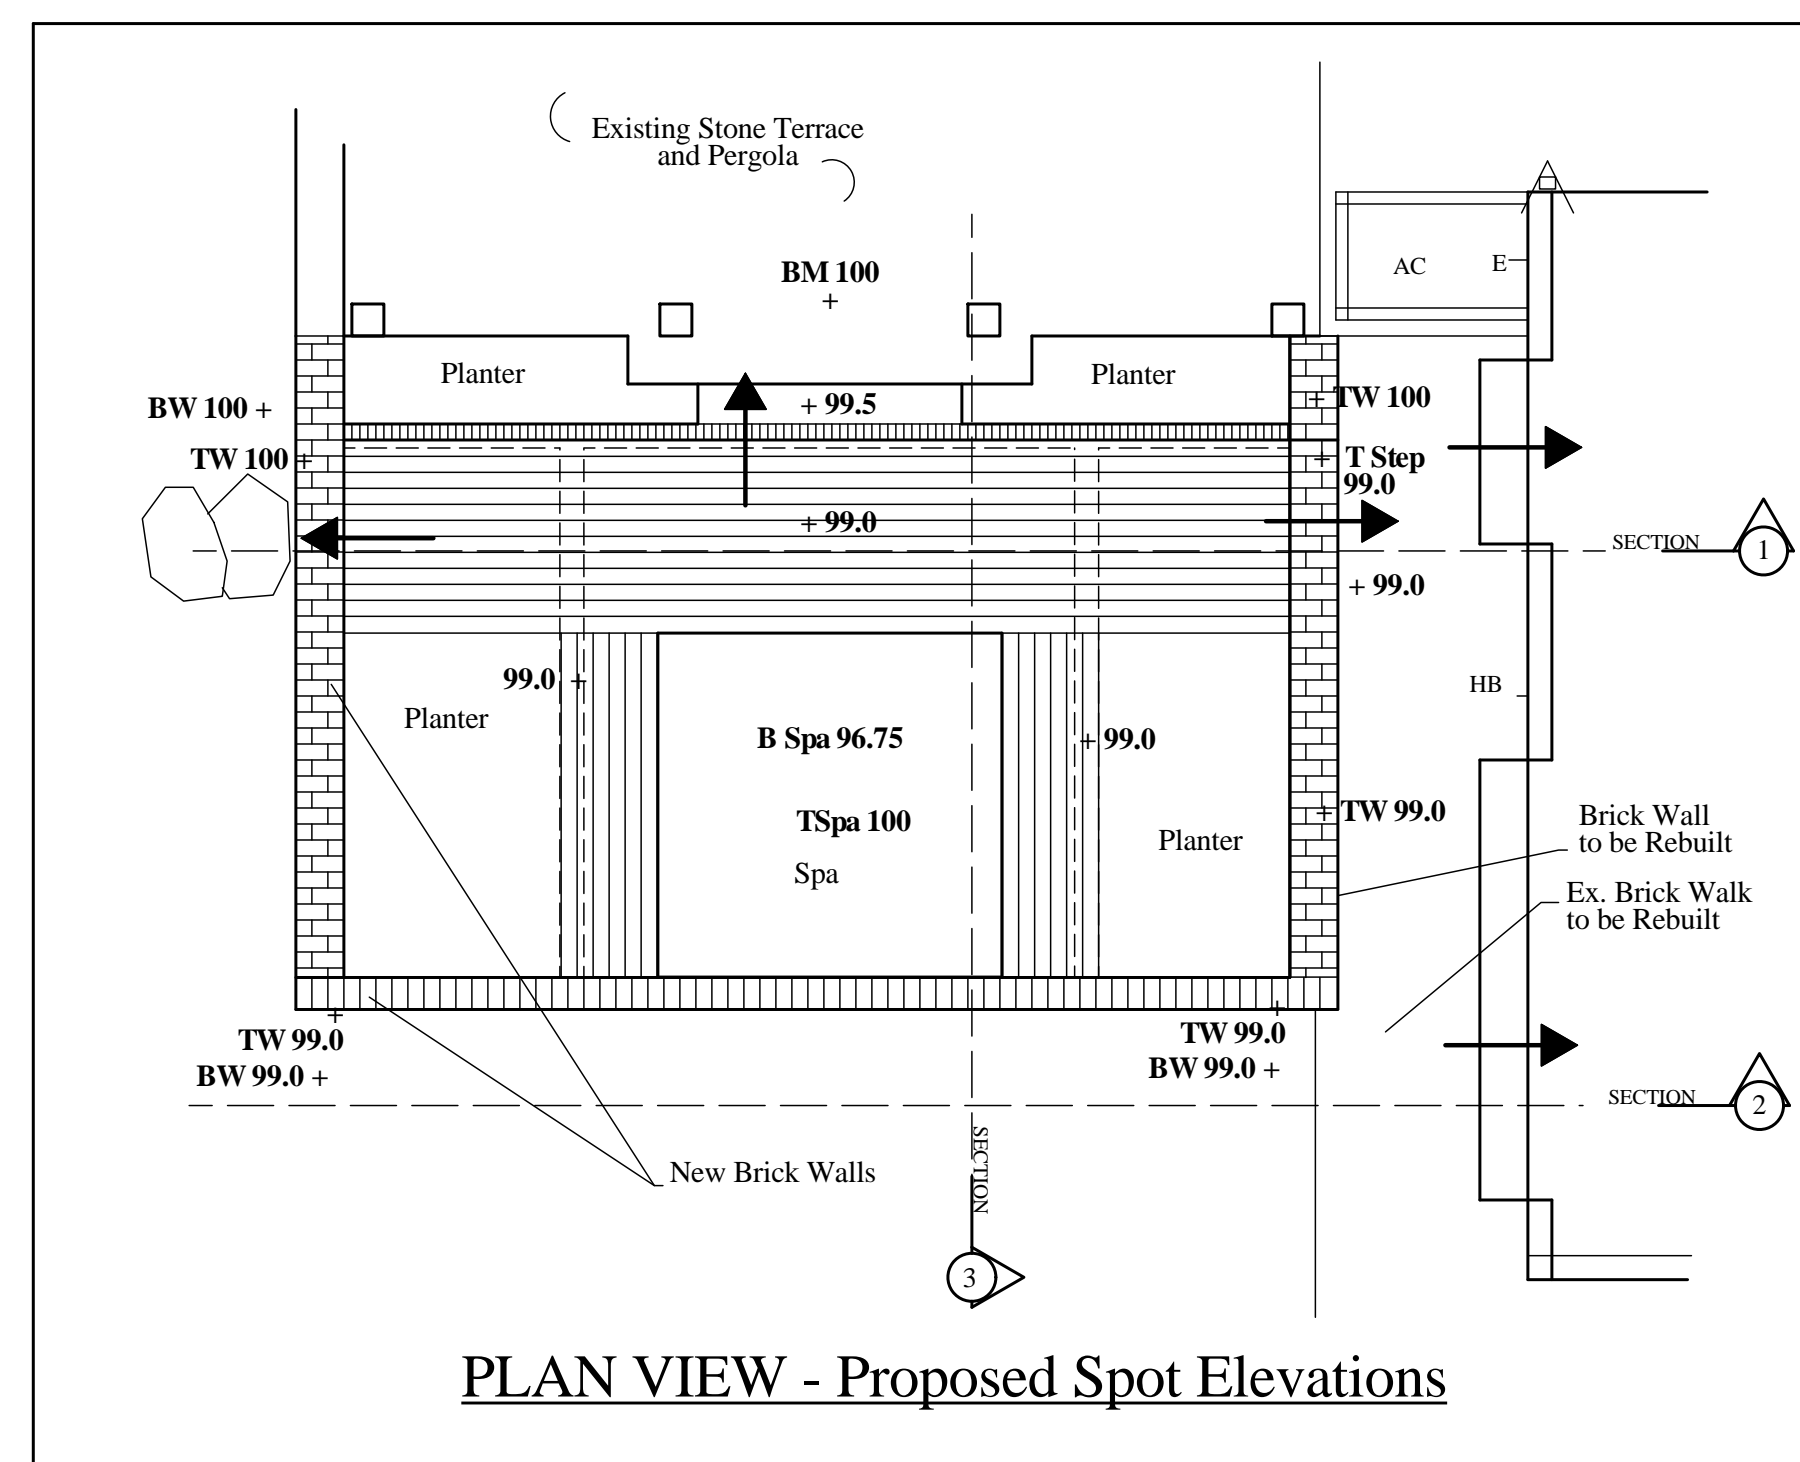 Existing Stone Terrace
and Pergola
BM 100
+
AC
E
Planter
Planter
BW 100 +
+ 99.5
+ TW 100
TW 100 +
+ T Step
99.0
+ 99.0
SECTION
1
+ 99.0
99.0 +
HB
Planter
B Spa 96.75
+ 99.0
TSpa 100
+ TW 99.0
Brick Wall
to be Rebuilt
Planter
Spa
Ex. Brick Walk
to be Rebuilt
+
TW 99.0
BW 99.0 +
+
TW 99.0
BW 99.0 +
SECTION
2
SECTION
New Brick Walls
3
PLAN VIEW - Proposed Spot Elevations